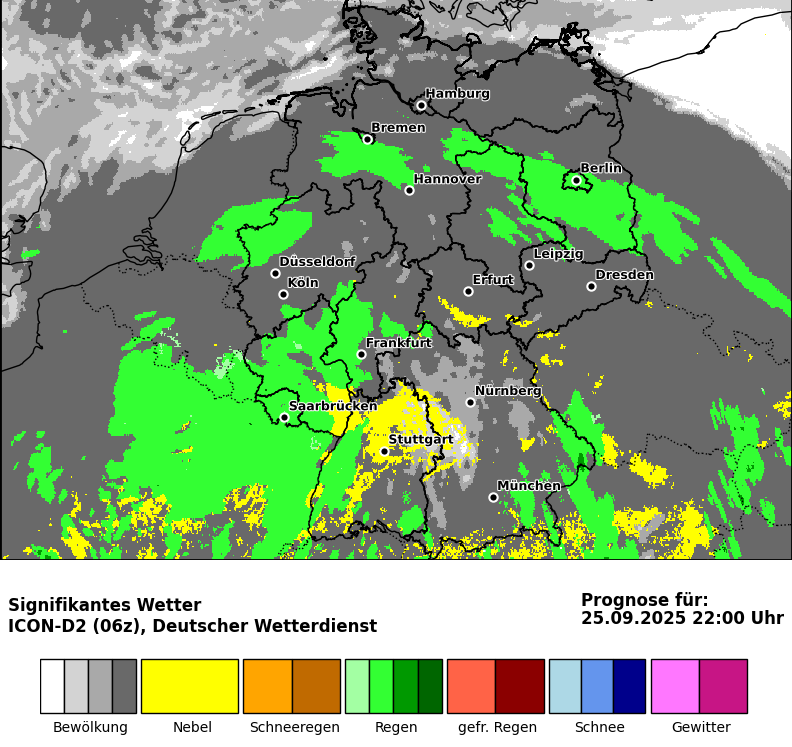 Hamburg
Bremen
Berlin
Hannover
Düsseldorf
Leipzig
Köln
Erfurt
Dresden
Frankfurt
Nürnberg
Saarbrücken
Stuttgart
München
Signifikantes Wetter
ICON-D2 (06z), Deutscher Wetterdienst
Prognose für:
25.09.2025 22:00 Uhr
Bewölkung Nebel Schneeregen Regen gefr. Regen Schnee Gewitter